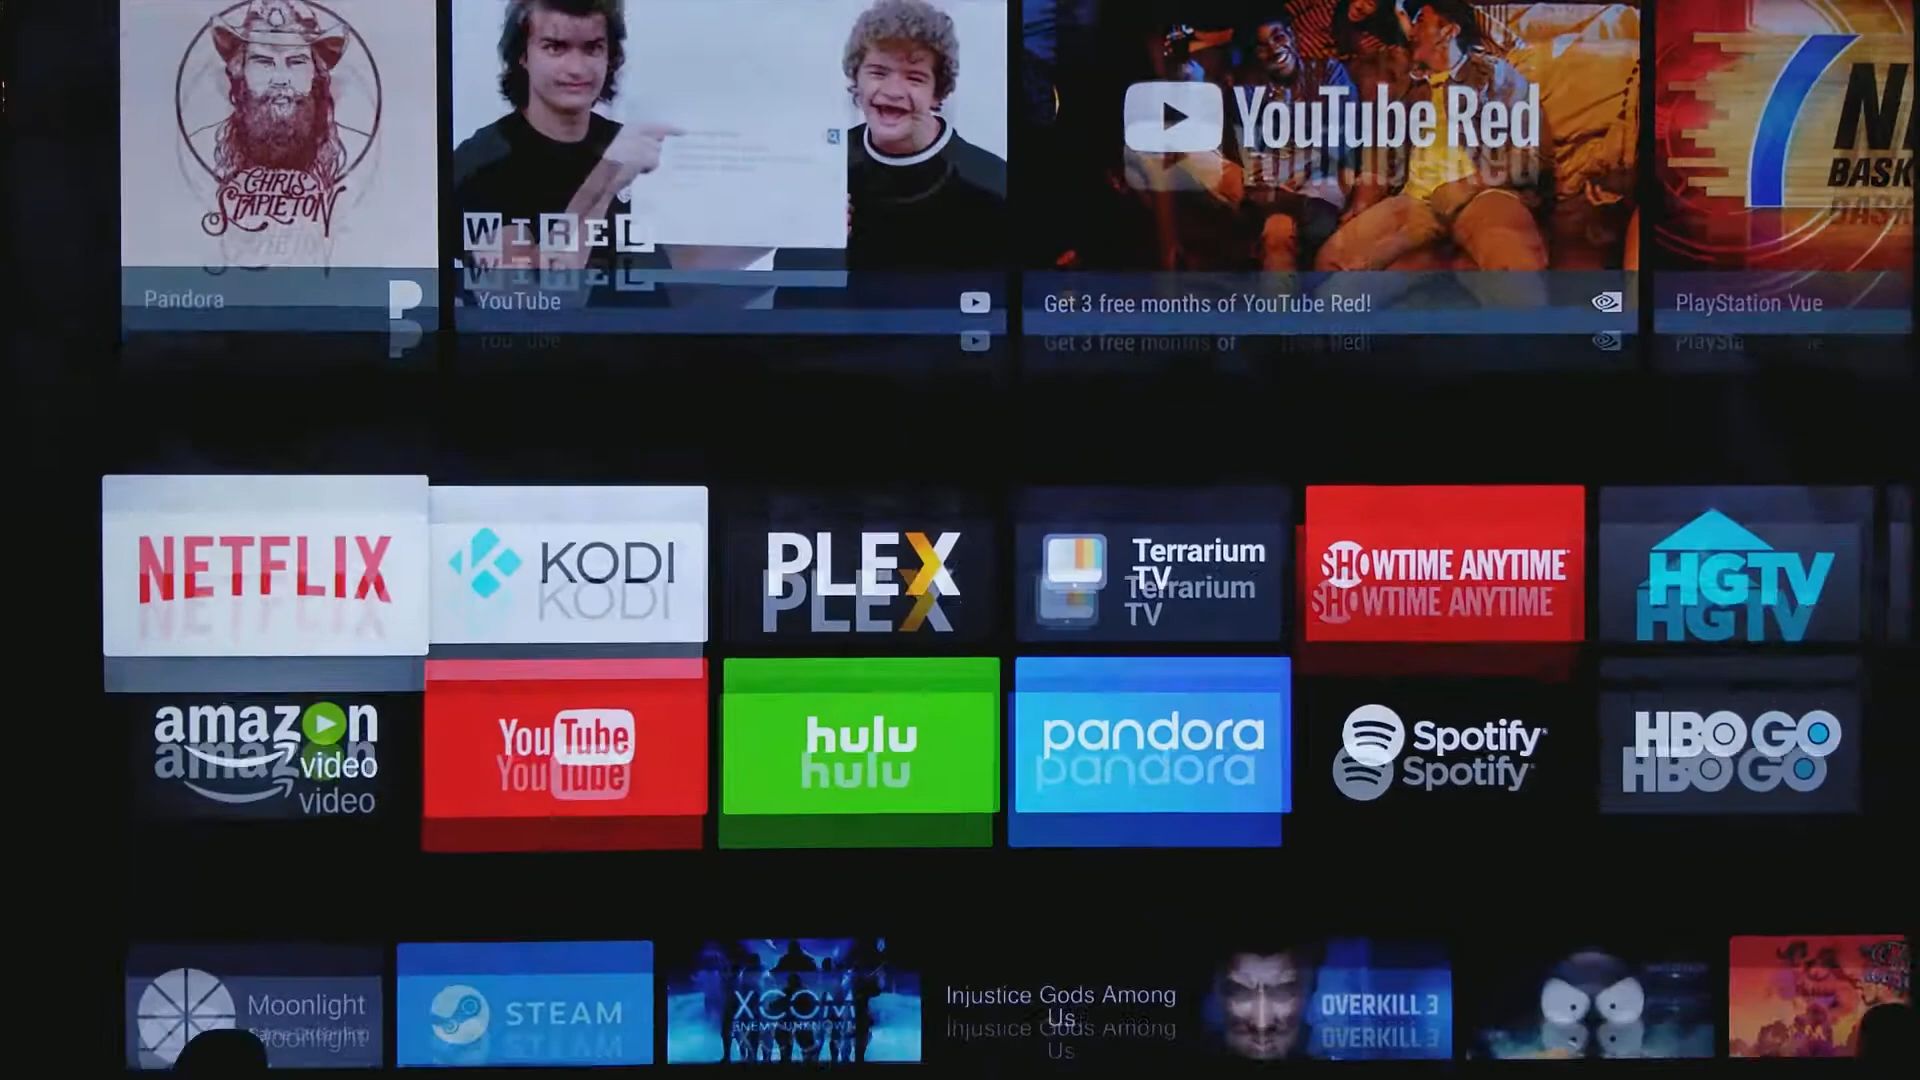 CHRIS
STAPLETON
Pandora
WIRED
YouTube
YouTube Red
Get 3 free months of YouTube Red!
BASK
PlayStation Vue
NETFLIX
KODI
PLEX
Terrarium
TV
SHOWTIME ANYTIME
HGTV
amazon
video
YouTube
hulu
pandora
Spotify
HBO GO
Moonlight
STEAM
XCOM
ENEMY UNKNOWN
Injustice Gods Among
Us
OVERKILL 3